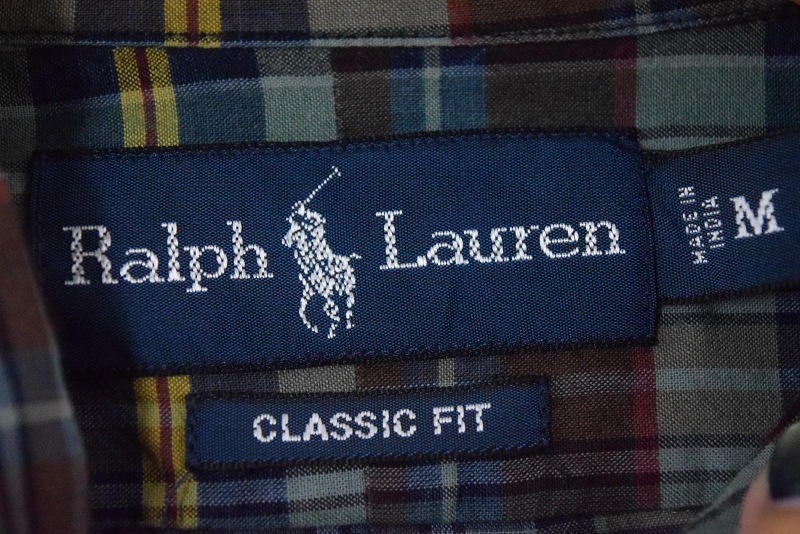 Ralph Lauren
MADE IN
INDIA
M
CLASSIC FIT